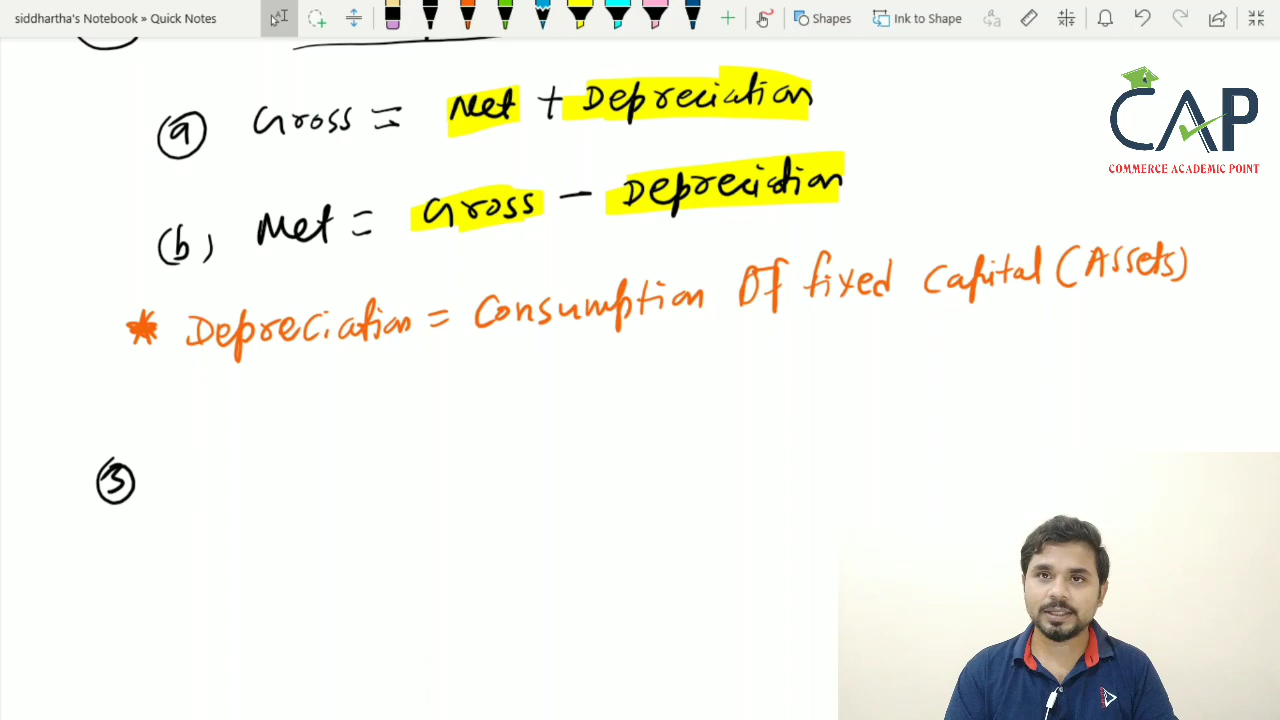 siddhartha's Notebook » Quick Notes
Shapes
Ink to Shape
(a) Gross = Net + Depreciation
(b) Net = Gross – Depreciation
* Depreciation = Consumption Of fixed Capital (Assets)
3
CAP
COMMERCE ACADEMIC POINT